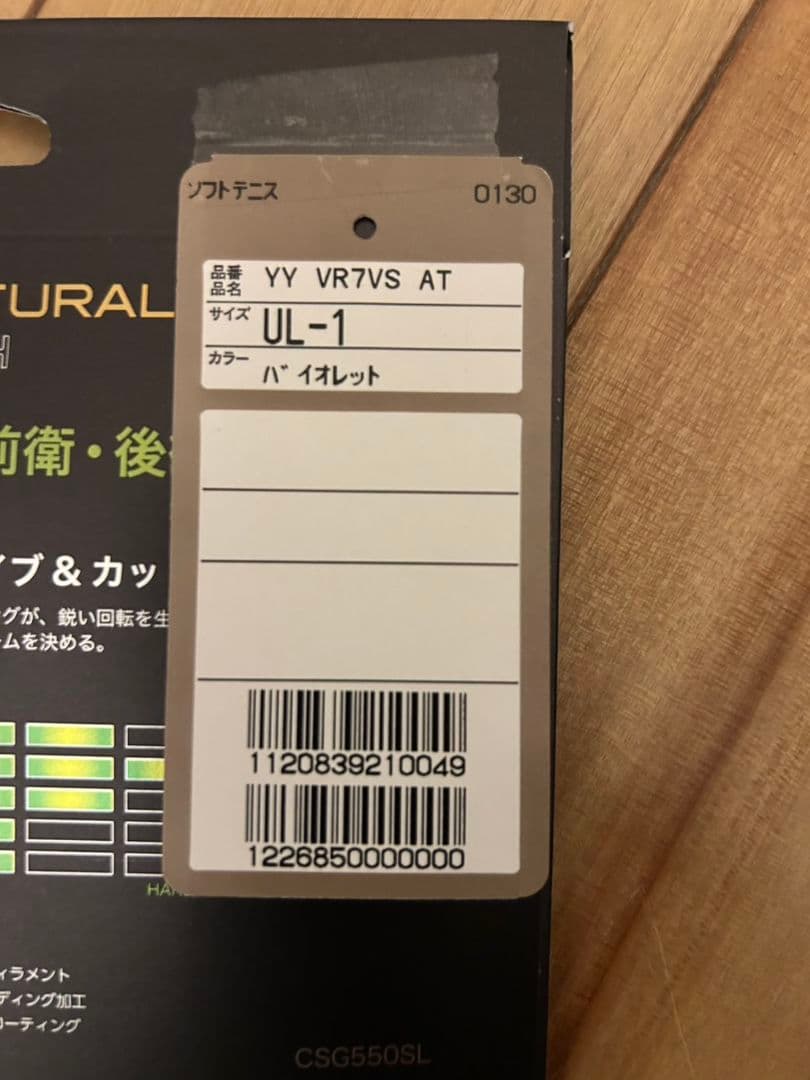 ソフトテニス 0130
品番 品名 YY VR7VS AT
サイズ UL-1
カラー バイオレット
TURAL
前衛・後
イブ＆カッ
グが、鋭い回転を生
ムを決める。
1120839210049
1226850000000
HAR
ィラメント
ディング加工
コーティング
CSG550SL